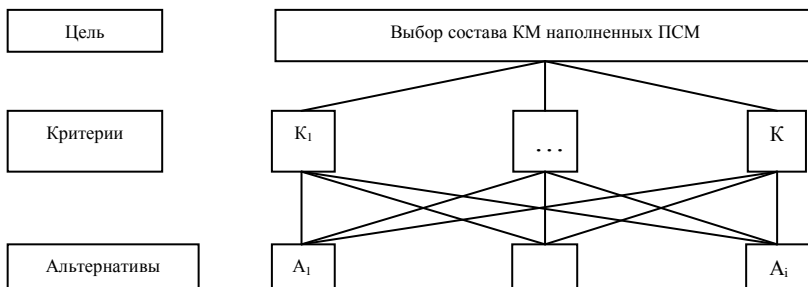 Цель
Выбор состава КМ наполненных ПСМ
Критерии
К₁
...
К
Альтернативы
А₁
Аᵢ